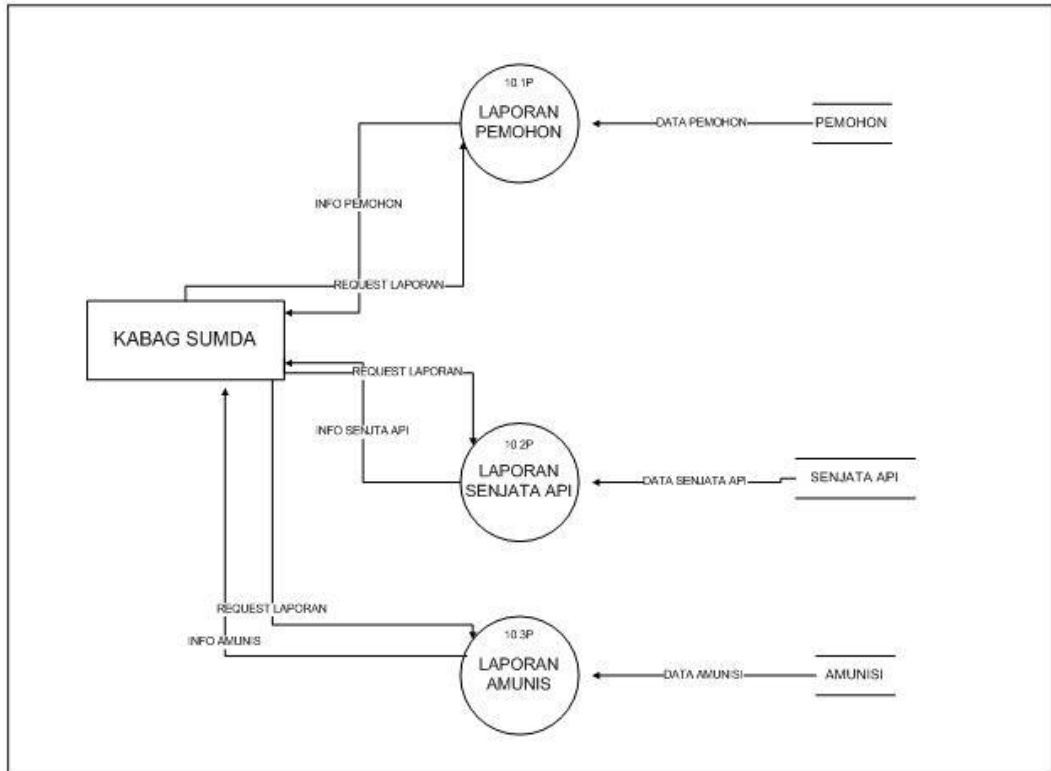 10.1P
LAPORAN
PEMOHON
DATA PEMOHON
PEMOHON
INFO PEMOHON
REQUEST LAPORAN
KABAG SUMDA
REQUEST LAPORAN
INFO SENJTA API
10.2P
LAPORAN
SENJATA API
DATA SENJATA API
SENJATA API
REQUEST LAPORAN
INFO AMUNIS
10.3P
LAPORAN
AMUNIS
DATA AMUNISI
AMUNISI